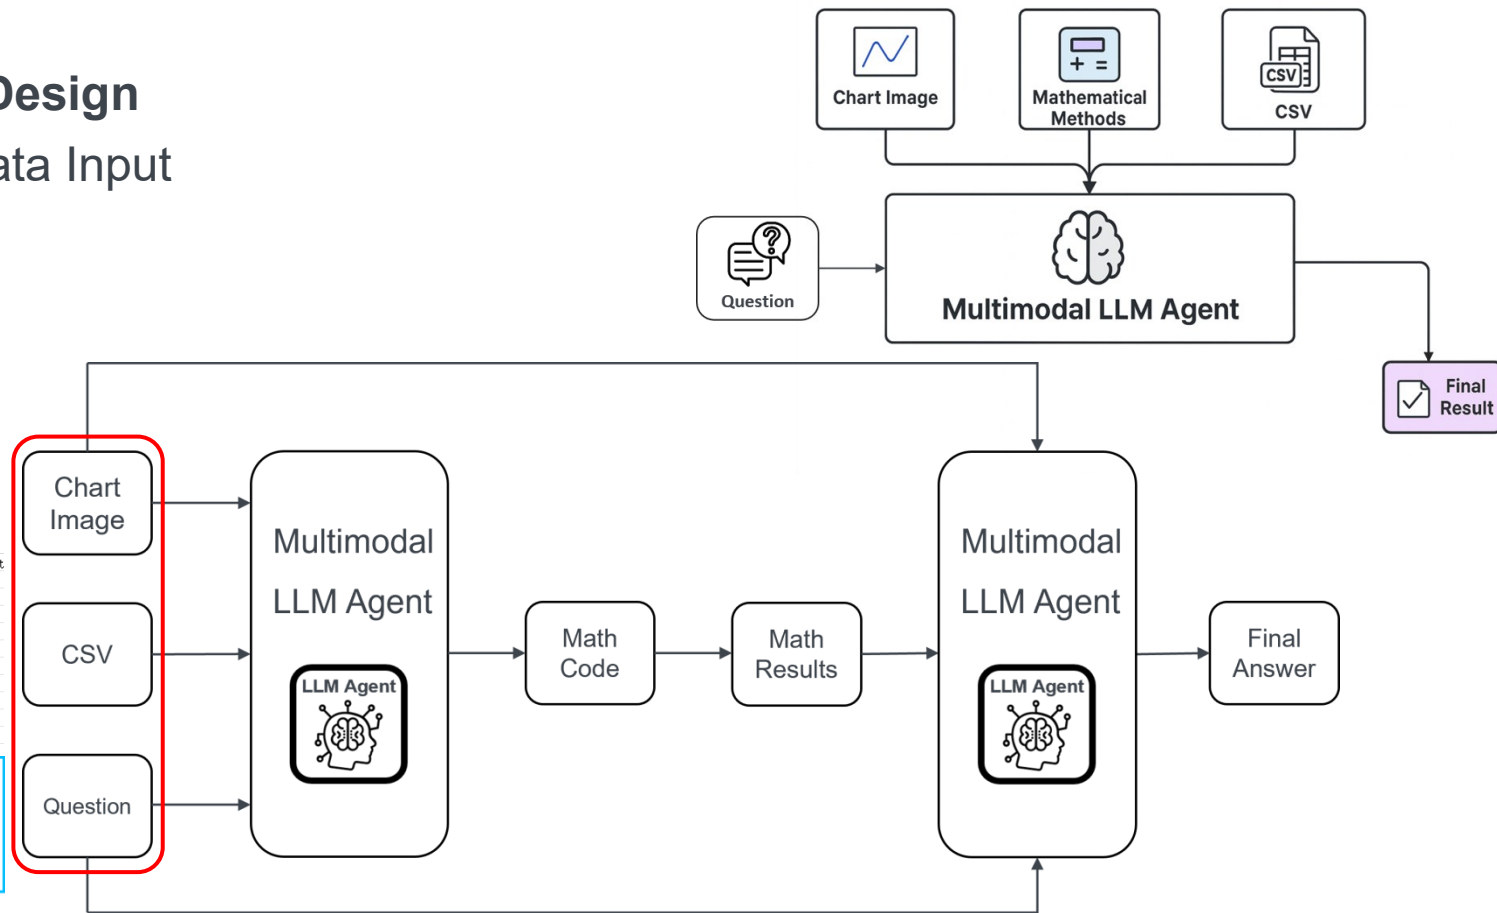 Design
ata Input
Chart Image
Mathematical
Methods
CSV
CSV
Question
Multimodal LLM Agent
Final
Result
Chart
Image
CSV
Question
Multimodal
LLM Agent
LLM Agent
Math
Code
Math
Results
Multimodal
LLM Agent
LLM Agent
Final
Answer